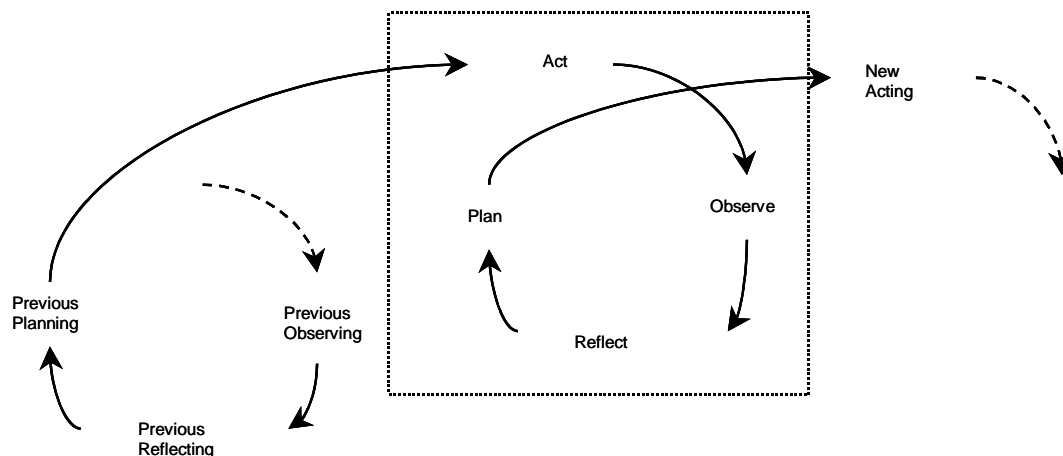 Act
New
Acting
Plan
Observe
Previous
Planning
Previous
Observing
Reflect
Previous
Reflecting